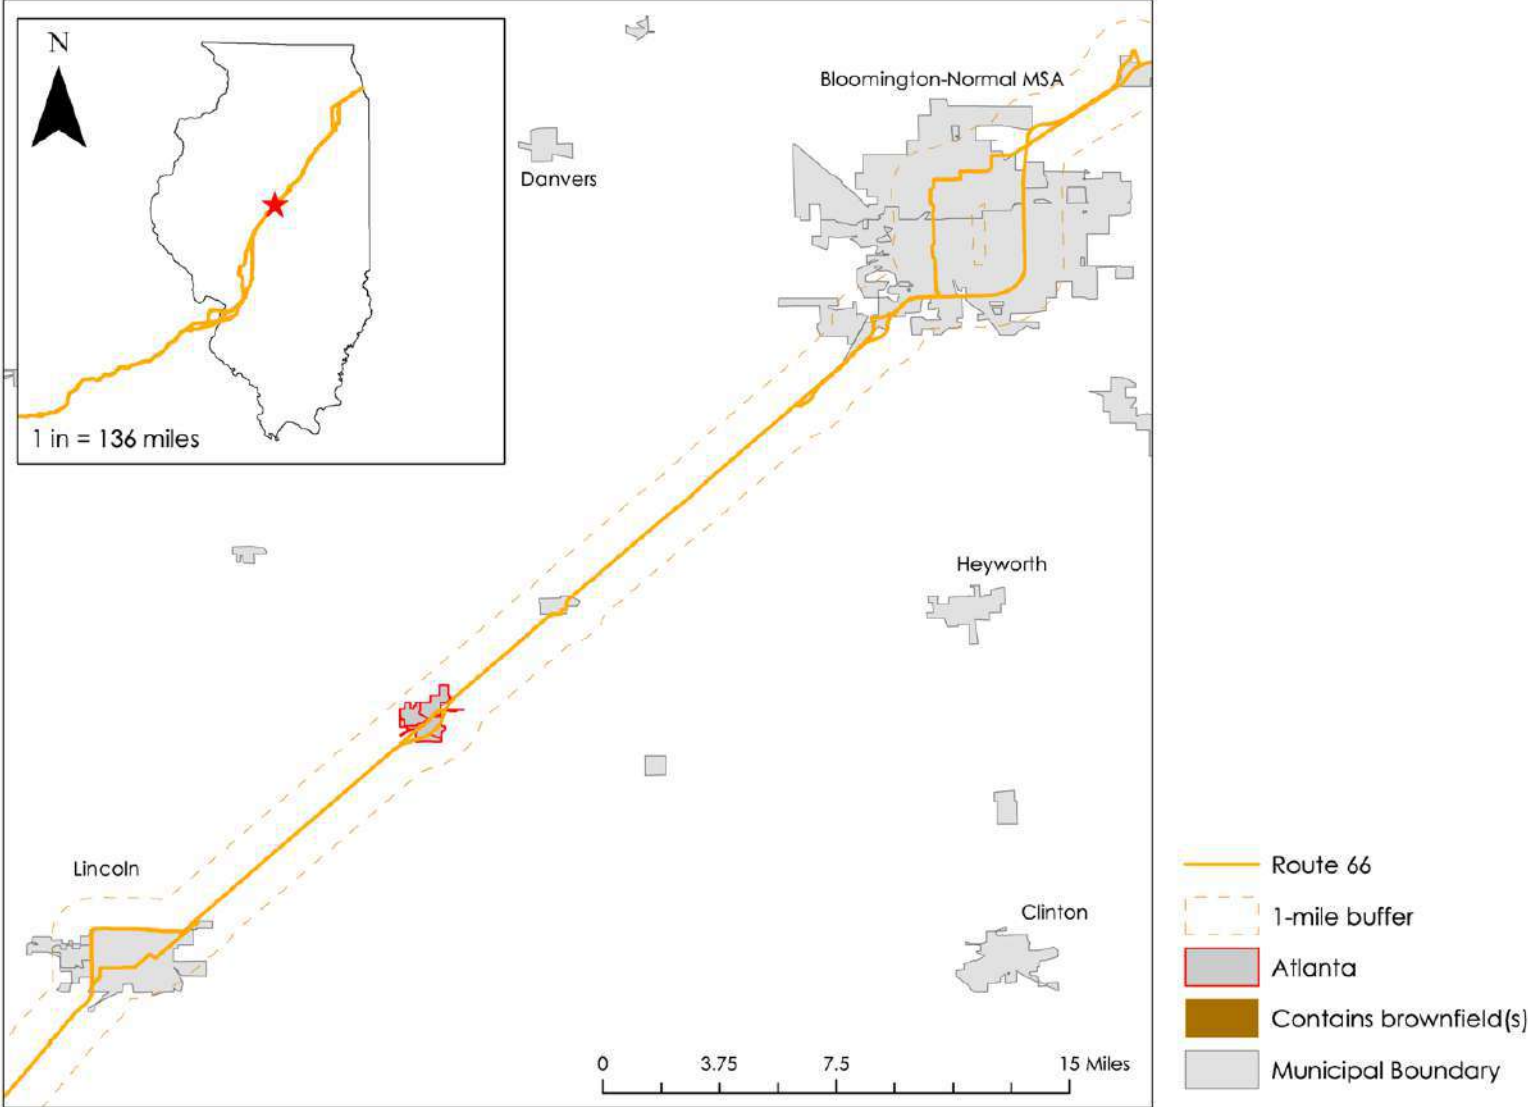 N
1 in = 136 miles
Bloomington-Normal MSA
Danvers
Heyworth
Lincoln
Clinton
0 3.75 7.5 15 Miles
Route 66
1-mile buffer
Atlanta
Contains brownfield(s)
Municipal Boundary